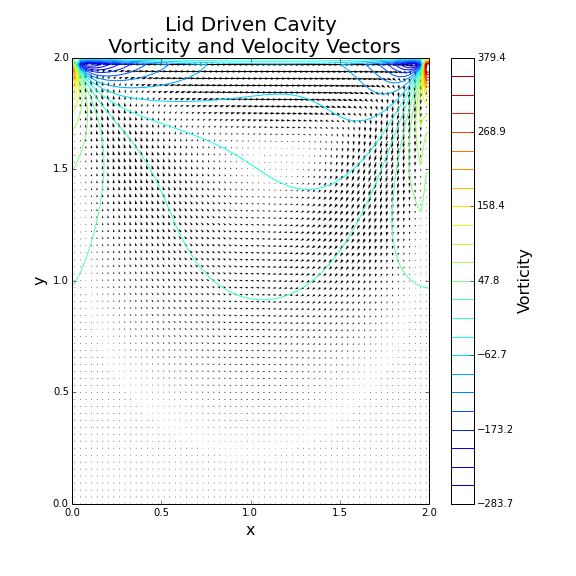 Lid Driven Cavity
Vorticity and Velocity Vectors
2.0
1.5
1.0
0.5
0.0
y
0.0 0.5 1.0 1.5 2.0
x
379.4
268.9
158.4
47.8
−62.7
−173.2
−283.7
Vorticity